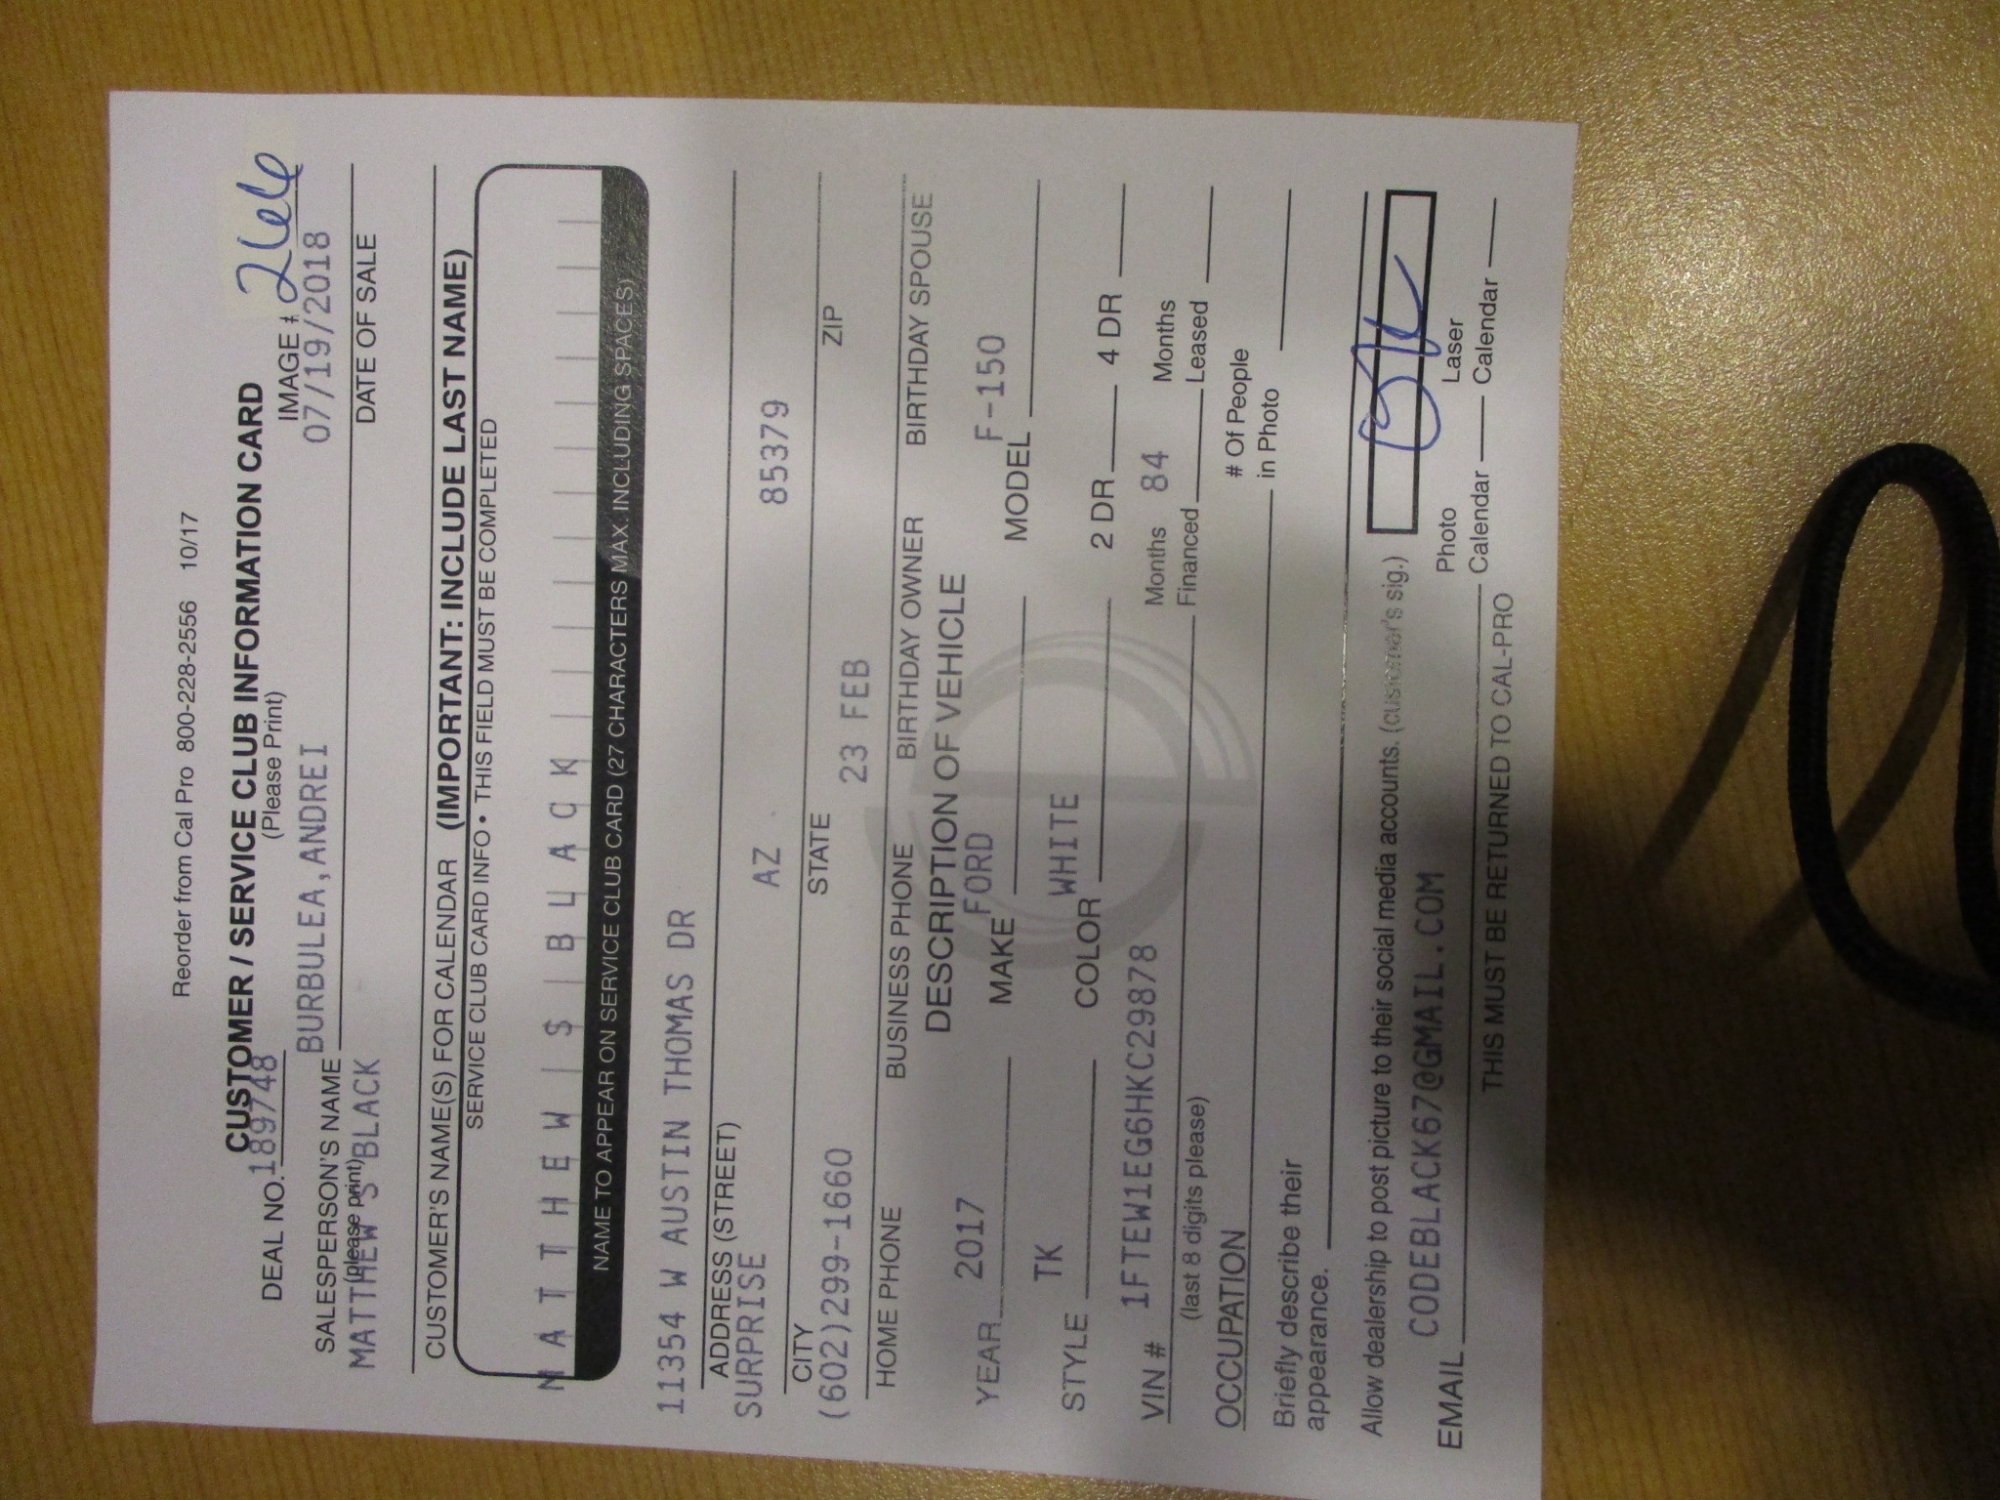 Reorder from Cal Pro 800-228-2556 10/17
CUSTOMER / SERVICE CLUB INFORMATION CARD
(Please Print)
DEAL NO. 189748 IMAGE #
BURBULEA,ANDREI 07/19/2018
SALESPERSON'S NAME DATE OF SALE
(please print)
MATTHEW S BLACK
CUSTOMER'S NAME(S) FOR CALENDAR (IMPORTANT: INCLUDE LAST NAME)
SERVICE CLUB CARD INFO • THIS FIELD MUST BE COMPLETED
MATTHEW S BLACK
NAME TO APPEAR ON SERVICE CLUB CARD (27 CHARACTERS MAX. INCLUDING SPACES)
11354 W AUSTIN THOMAS DR
ADDRESS (STREET)
SURPRISE AZ 85379
CITY STATE ZIP
(602)299-1660 23 FEB
HOME PHONE BUSINESS PHONE BIRTHDAY OWNER BIRTHDAY SPOUSE
DESCRIPTION OF VEHICLE
YEAR 2017 MAKE FORD MODEL F-150
STYLE TK COLOR WHITE 2 DR 4 DR
VIN # 1FTEW1EG6HKC29878 Months Financed 84 Months Leased
(last 8 digits please)
OCCUPATION # Of People in Photo
Briefly describe their
appearance.
Allow dealership to post picture to their social media accounts. (customer's sig.)
EMAIL CODEBLACK67@GMAIL.COM Photo Calendar Laser Calendar
THIS MUST BE RETURNED TO CAL-PRO